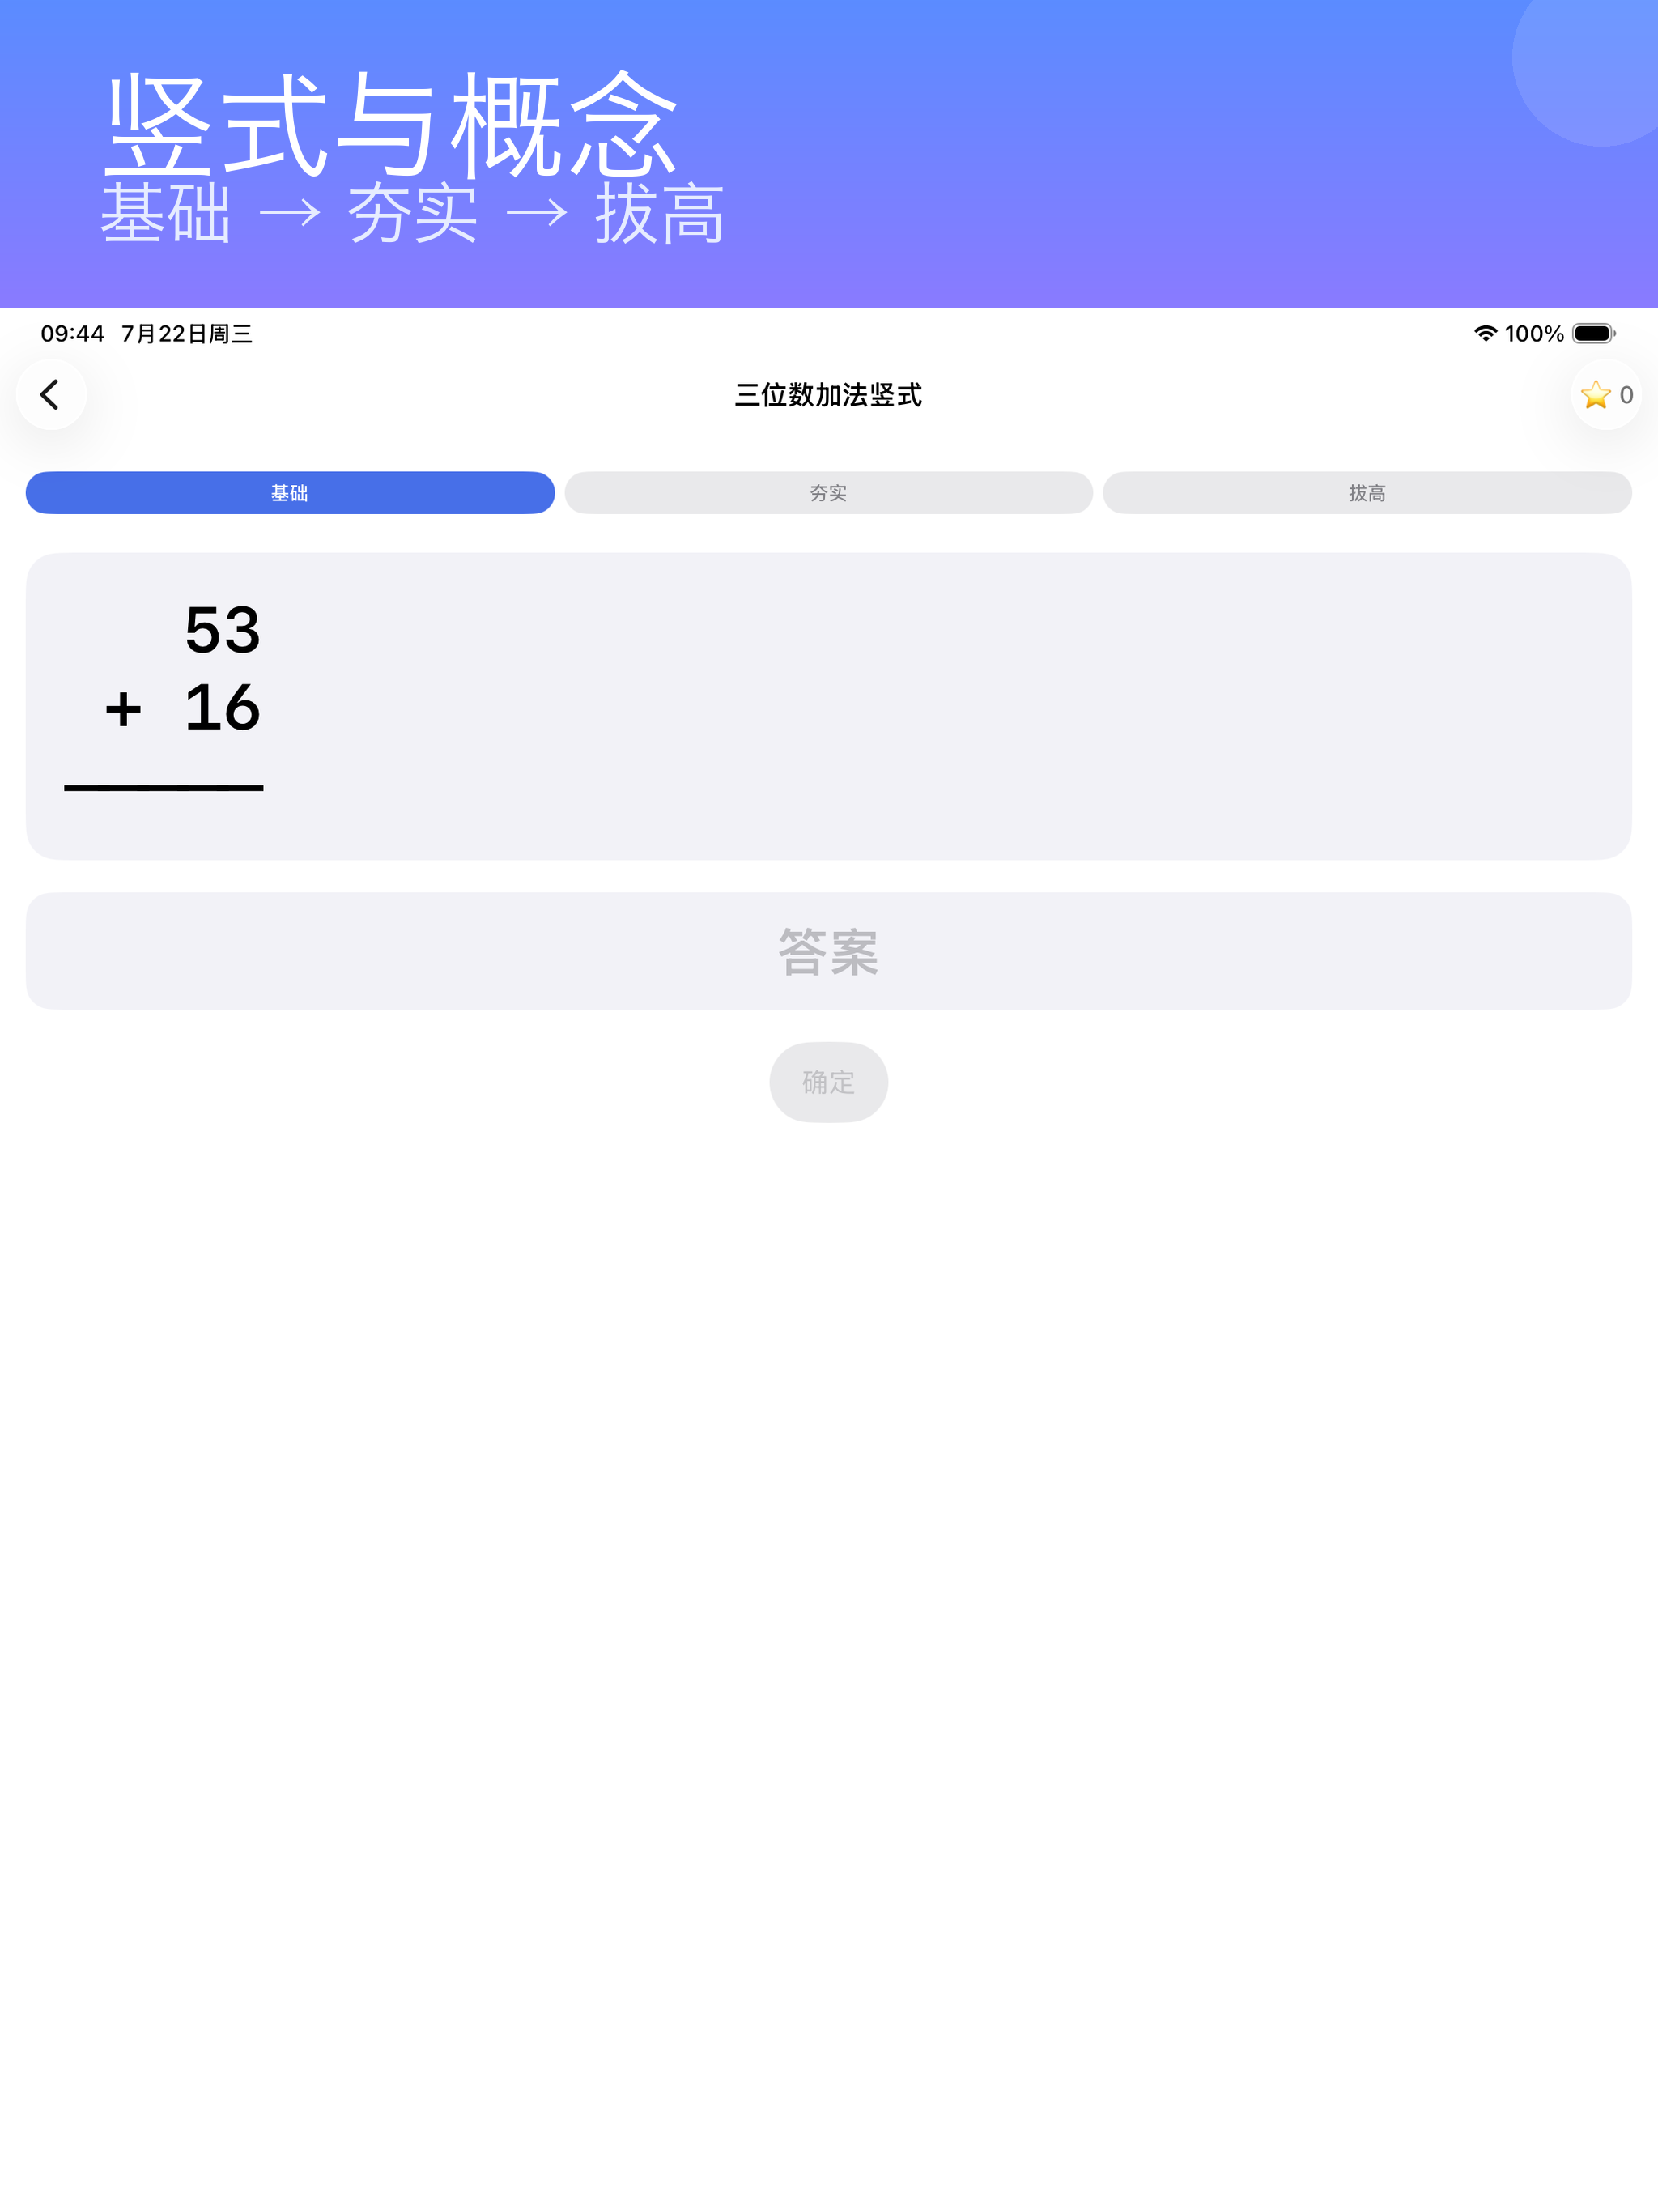 竖式与概念
基础 → 夯实 → 拔高
09:44 7月22日周三 100%
三位数加法竖式
⭐ 0
基础 夯实 拔高
53
+ 16
_____
答案
确定